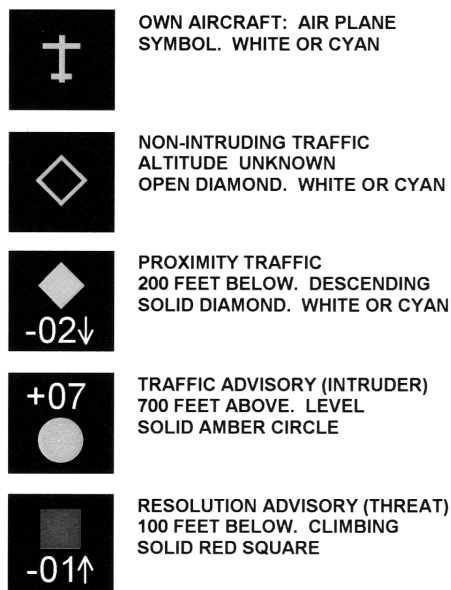 OWN AIRCRAFT: AIR PLANE
SYMBOL. WHITE OR CYAN
NON-INTRUDING TRAFFIC
ALTITUDE UNKNOWN
OPEN DIAMOND. WHITE OR CYAN
PROXIMITY TRAFFIC
200 FEET BELOW. DESCENDING
SOLID DIAMOND. WHITE OR CYAN
-02↓
TRAFFIC ADVISORY (INTRUDER)
700 FEET ABOVE. LEVEL
SOLID AMBER CIRCLE
+07
RESOLUTION ADVISORY (THREAT)
100 FEET BELOW. CLIMBING
SOLID RED SQUARE
-01↑